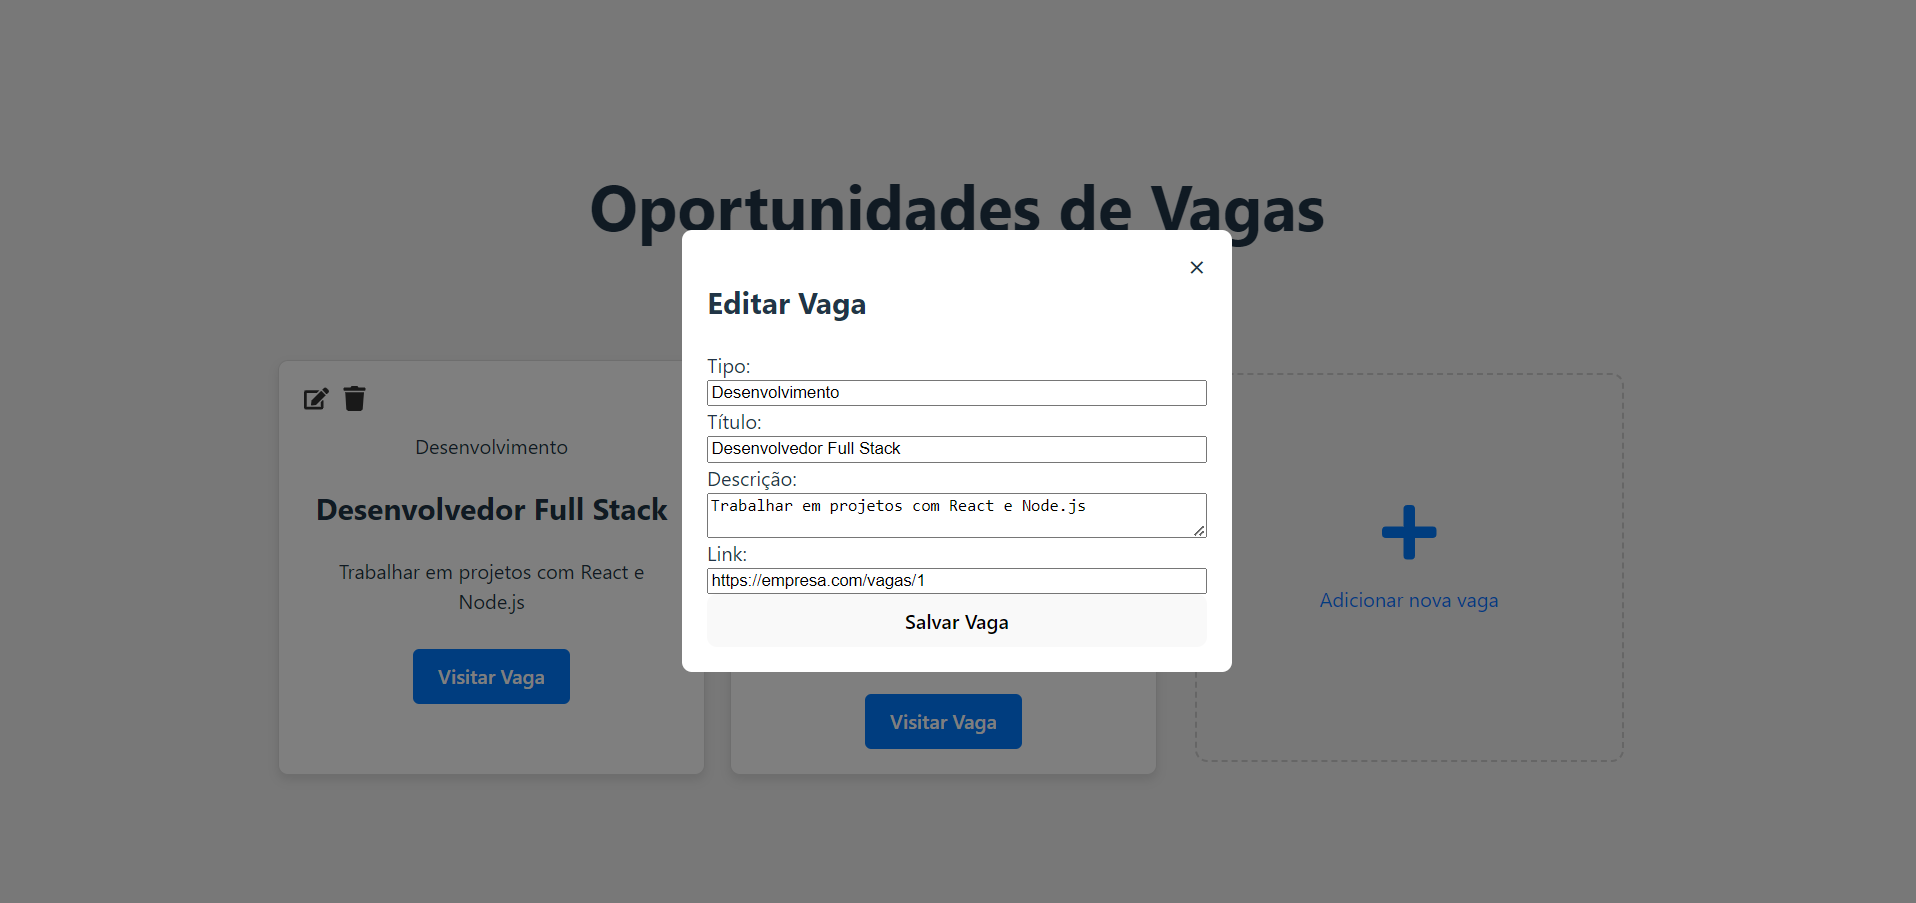 Oportunidades de Vagas
×
Editar Vaga
Tipo:
Desenvolvimento
Título:
Desenvolvedor Full Stack
Descrição:
Trabalhar em projetos com React e Node.js
Link:
https://empresa.com/vagas/1
Salvar Vaga
Desenvolvimento
Desenvolvedor Full Stack
Trabalhar em projetos com React e
Node.js
Visitar Vaga
Visitar Vaga
Adicionar nova vaga